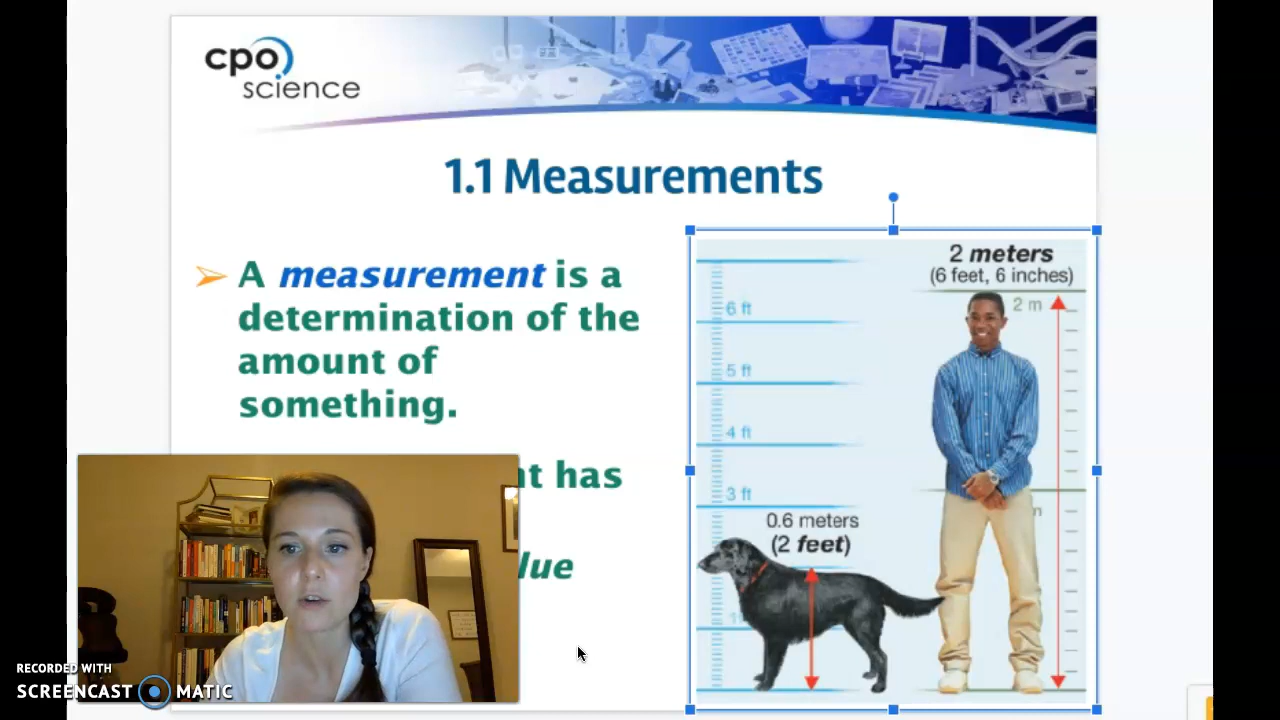 cpo
science
1.1 Measurements
➢ A measurement is a
determination of the
amount of
something.
has
2 meters
(6 feet, 6 inches)
2 m
6 ft
5 ft
4 ft
3 ft
0.6 meters
(2 feet)
RECORDED WITH
SCREENCAST MATIC